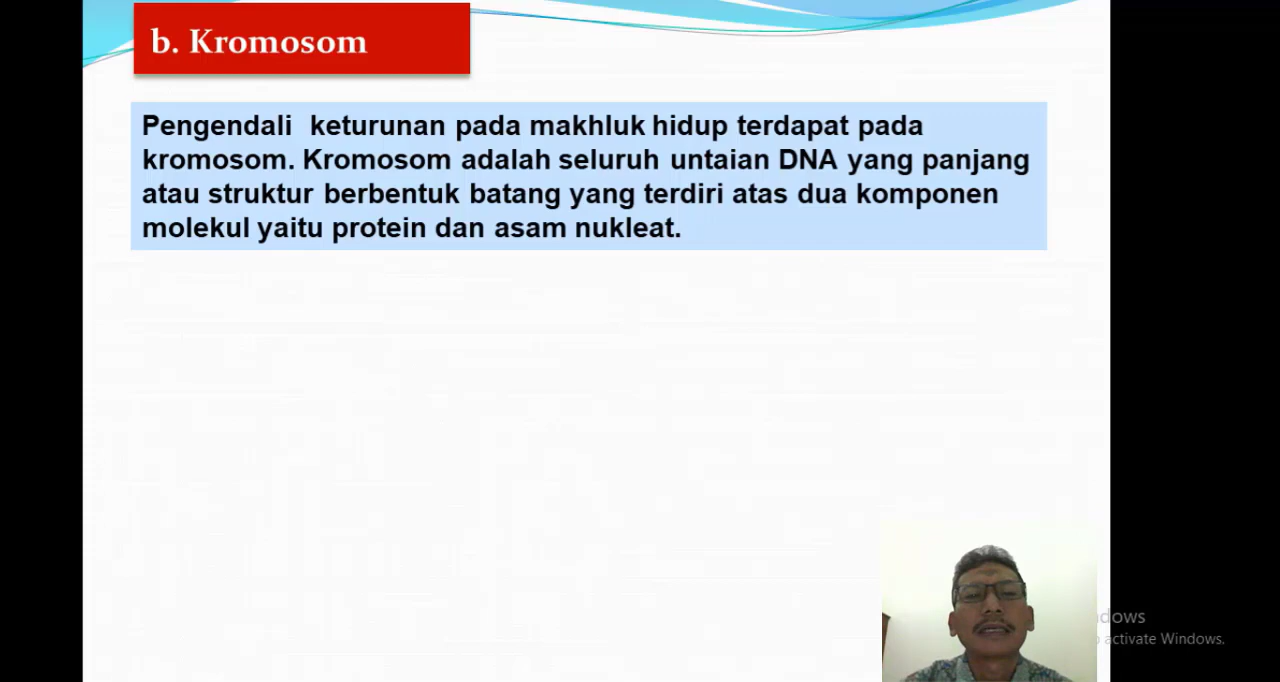 b. Kromosom
Pengendali keturunan pada makhluk hidup terdapat pada
kromosom. Kromosom adalah seluruh untaian DNA yang panjang
atau struktur berbentuk batang yang terdiri atas dua komponen
molekul yaitu protein dan asam nukleat.
activate Windows.